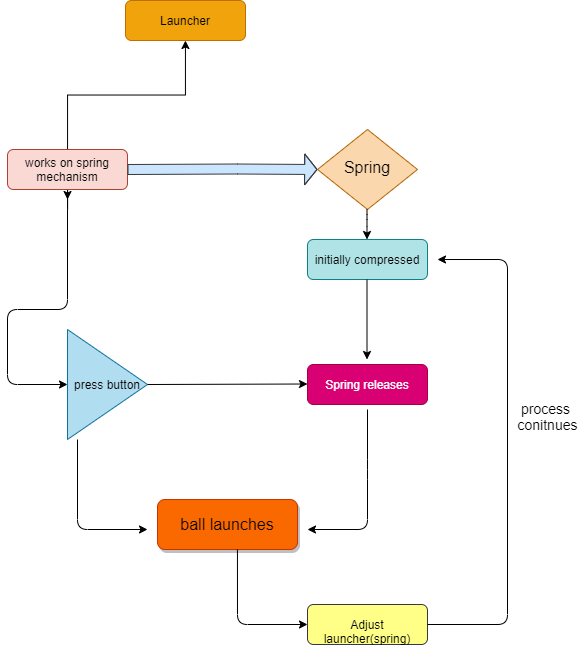 Launcher
works on spring
mechanism
Spring
initially compressed
press button
Spring releases
process
conitnues
ball launches
Adjust
launcher(spring)